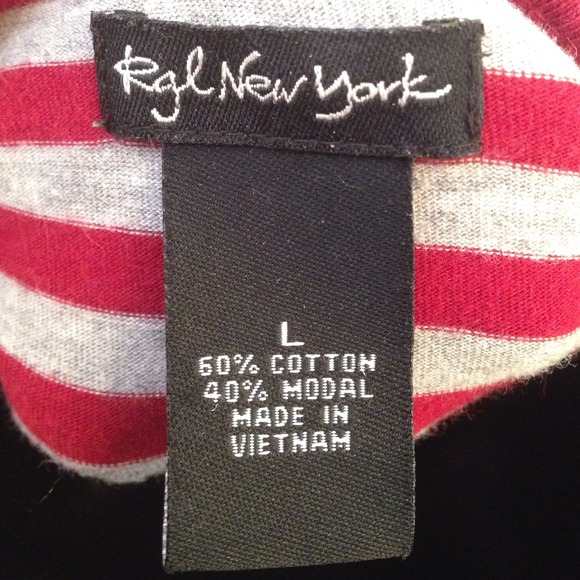 Rgl New York
L
60% COTTON
40% MODAL
MADE IN
VIETNAM